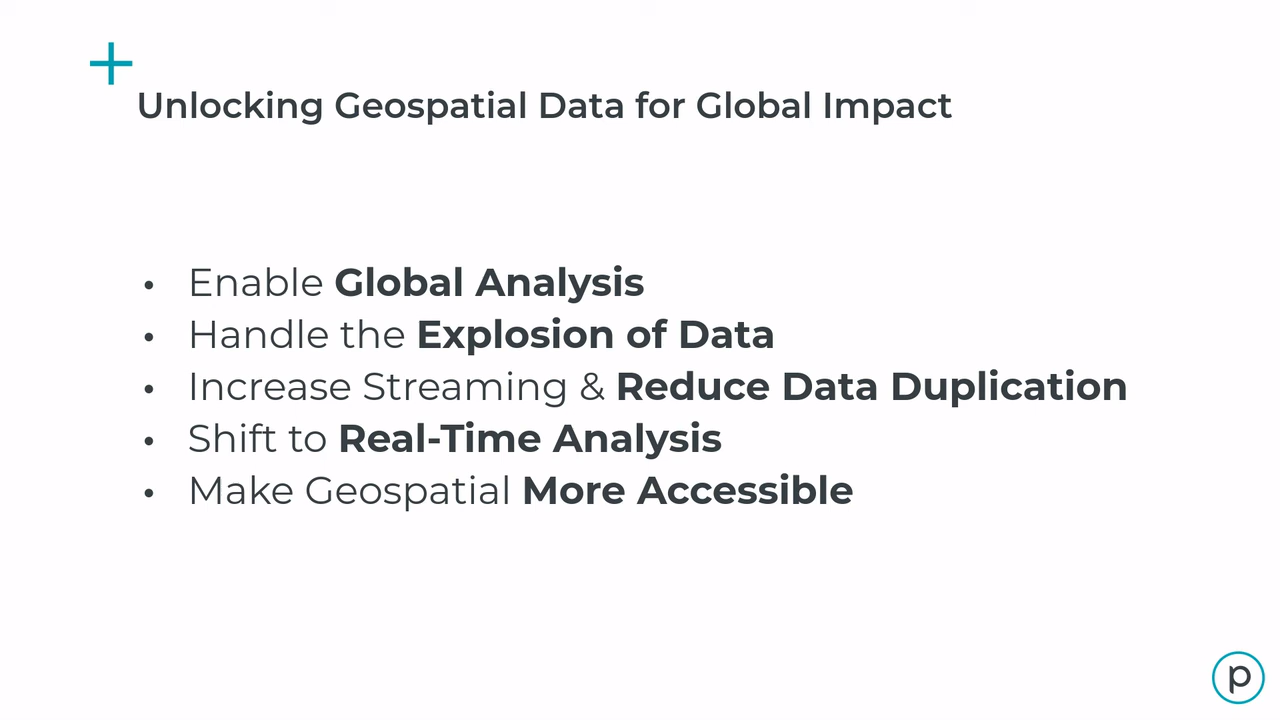 Unlocking Geospatial Data for Global Impact
• Enable Global Analysis
• Handle the Explosion of Data
• Increase Streaming & Reduce Data Duplication
• Shift to Real-Time Analysis
• Make Geospatial More Accessible
p